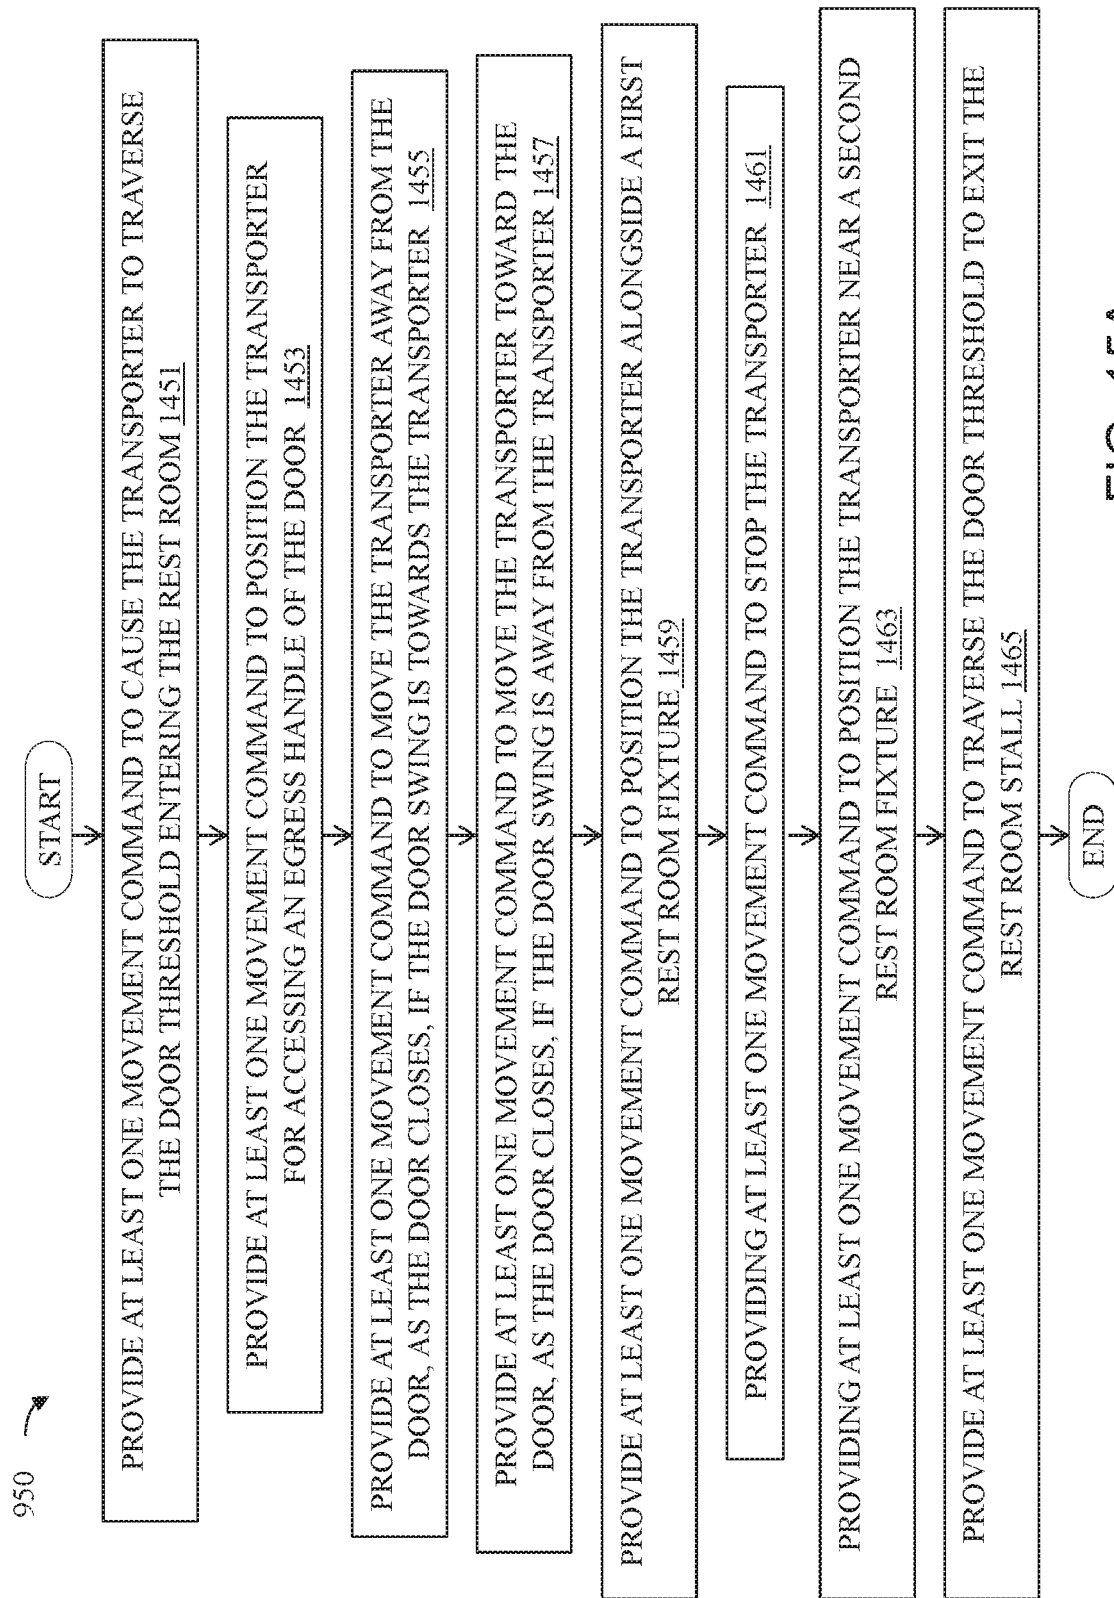 950
START
PROVIDE AT LEAST ONE MOVEMENT COMMAND TO CAUSE THE TRANSPORTER TO TRAVERSE
THE DOOR THRESHOLD ENTERING THE REST ROOM 1451
PROVIDE AT LEAST ONE MOVEMENT COMMAND TO POSITION THE TRANSPORTER
FOR ACCESSING AN EGRESS HANDLE OF THE DOOR 1453
PROVIDE AT LEAST ONE MOVEMENT COMMAND TO MOVE THE TRANSPORTER AWAY FROM THE
DOOR, AS THE DOOR CLOSES, IF THE DOOR SWING IS TOWARDS THE TRANSPORTER 1455
PROVIDE AT LEAST ONE MOVEMENT COMMAND TO MOVE THE TRANSPORTER TOWARD THE
DOOR, AS THE DOOR CLOSES, IF THE DOOR SWING IS AWAY FROM THE TRANSPORTER 1457
PROVIDE AT LEAST ONE MOVEMENT COMMAND TO POSITION THE TRANSPORTER ALONGSIDE A FIRST
REST ROOM FIXTURE 1459
PROVIDING AT LEAST ONE MOVEMENT COMMAND TO STOP THE TRANSPORTER 1461
PROVIDING AT LEAST ONE MOVEMENT COMMAND TO POSITION THE TRANSPORTER NEAR A SECOND
REST ROOM FIXTURE 1463
PROVIDE AT LEAST ONE MOVEMENT COMMAND TO TRAVERSE THE DOOR THRESHOLD TO EXIT THE
REST ROOM STALL 1465
END